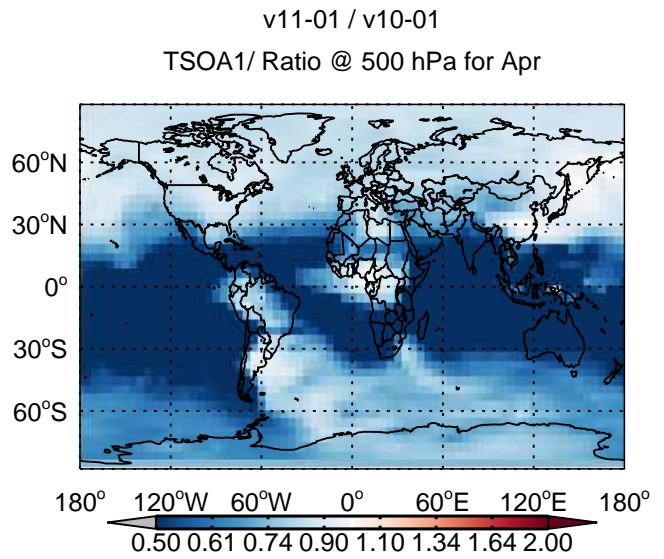 v11-01 / v10-01
TSOA1/ Ratio @ 500 hPa for Apr
60°N
30°N
0°
30°S
60°S
180° 120°W 60°W 0° 60°E 120°E 180°
0.50 0.61 0.74 0.90 1.10 1.34 1.64 2.00